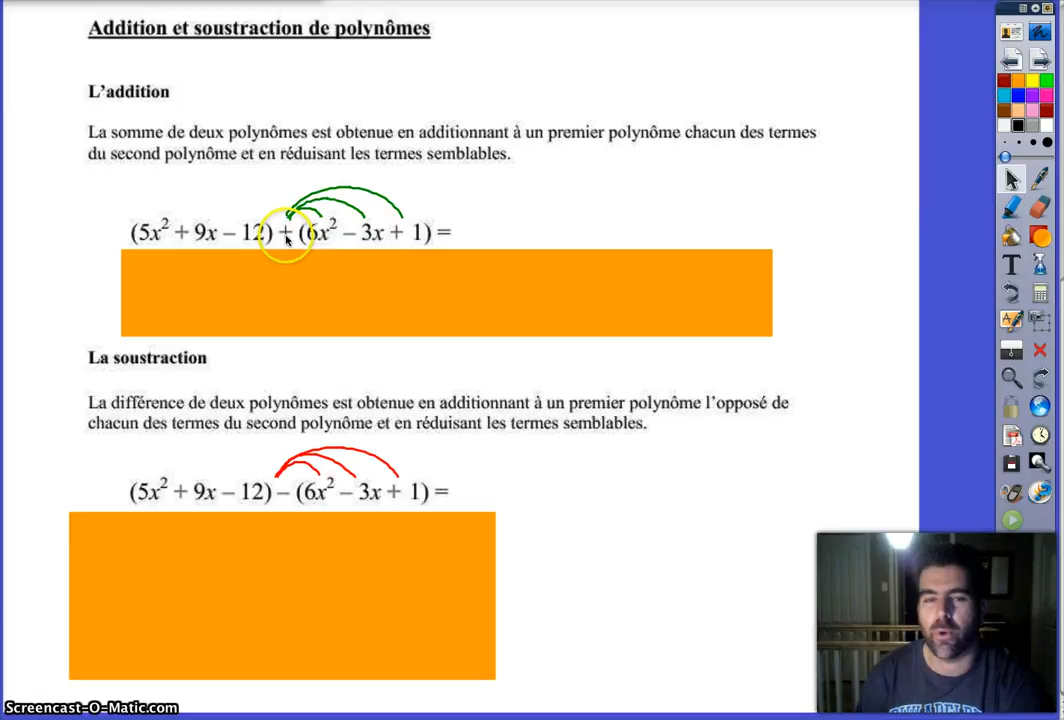 Addition et soustraction de polynômes
L'addition
La somme de deux polynômes est obtenue en additionnant à un premier polynôme chacun des termes
du second polynôme et en réduisant les termes semblables.
(5x² + 9x – 12) + (6x² – 3x + 1) =
La soustraction
La différence de deux polynômes est obtenue en additionnant à un premier polynôme l'opposé de
chacun des termes du second polynôme et en réduisant les termes semblables.
(5x² + 9x – 12) – (6x² – 3x + 1) =
Screencast-O-Matic.com